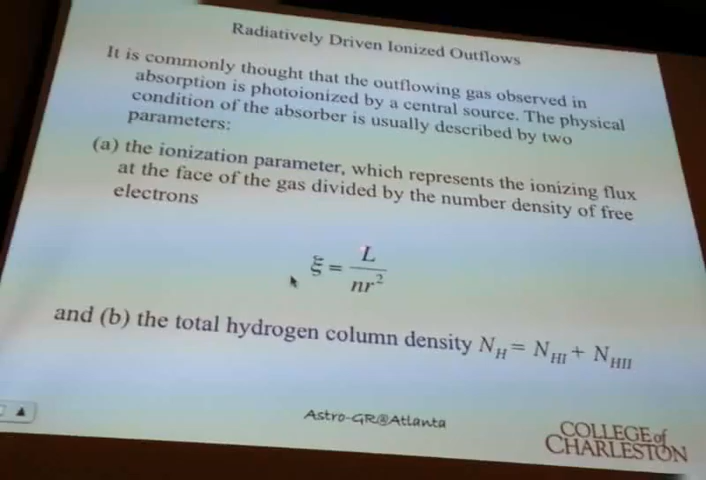 Radiatively Driven Ionized Outflows
It is commonly thought that the outflowing gas observed in
absorption is photoionized by a central source. The physical
condition of the absorber is usually described by two
parameters:
(a) the ionization parameter, which represents the ionizing flux
at the face of the gas divided by the number density of free
electrons
ξ = L / nr²
and (b) the total hydrogen column density N_H = N_HI + N_HII
Astro-GR@Atlanta
COLLEGE of
CHARLESTON